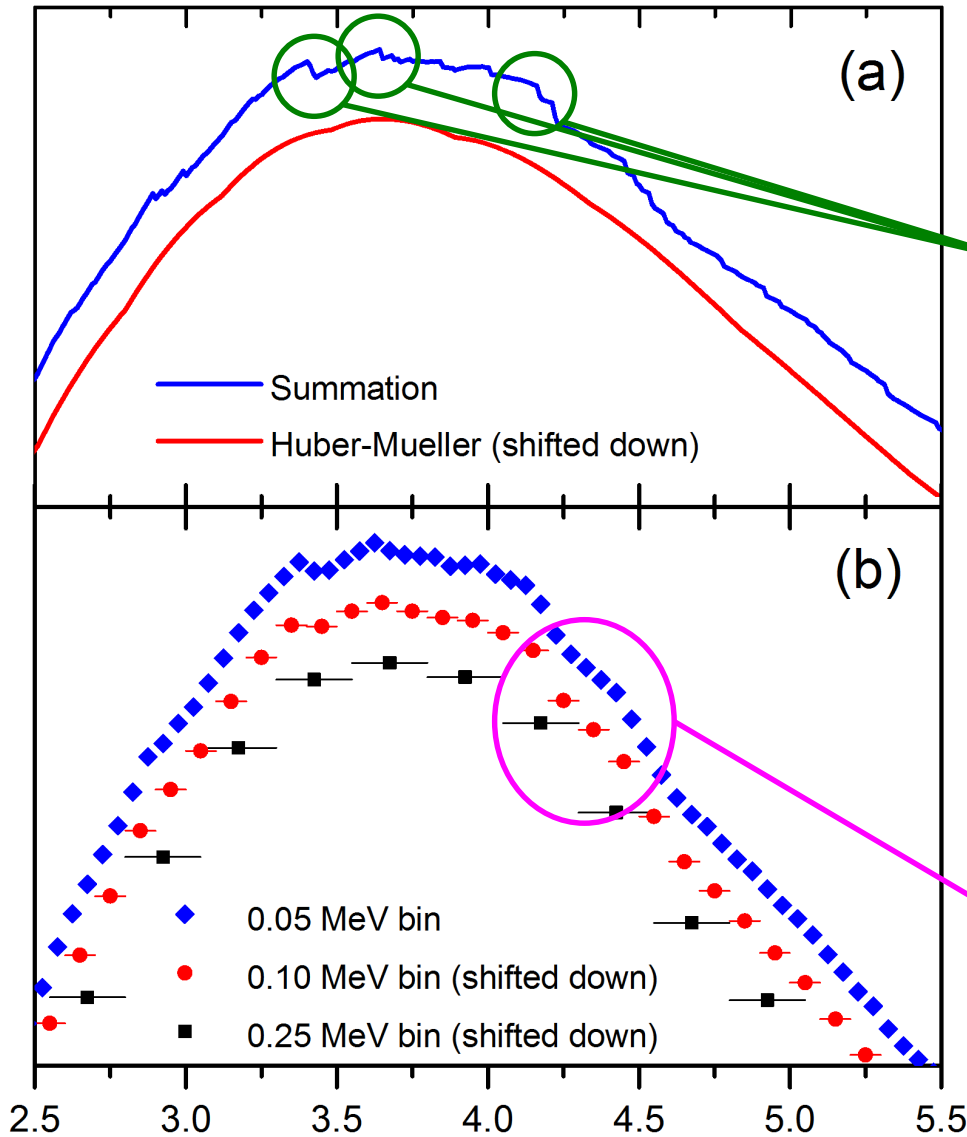 (a)
Summation
Huber-Mueller (shifted down)
(b)
0.05 MeV bin
0.10 MeV bin (shifted down)
0.25 MeV bin (shifted down)
2.5 3.0 3.5 4.0 4.5 5.0 5.5